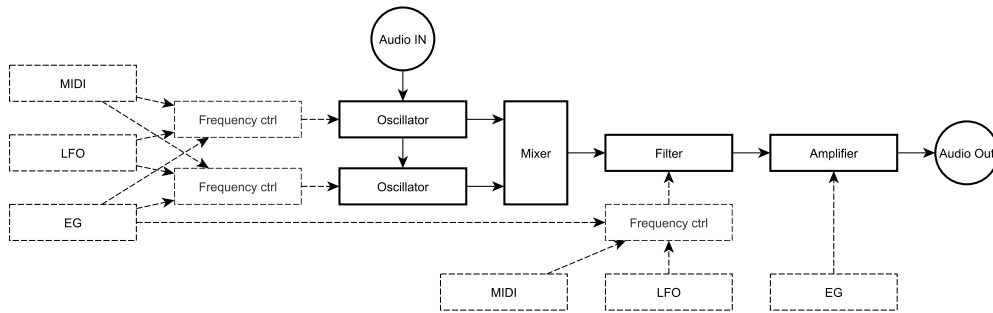 Audio IN
MIDI
Frequency ctrl
Oscillator
LFO
Mixer
Filter
Amplifier
Audio Out
Frequency ctrl
Oscillator
EG
Frequency ctrl
MIDI
LFO
EG